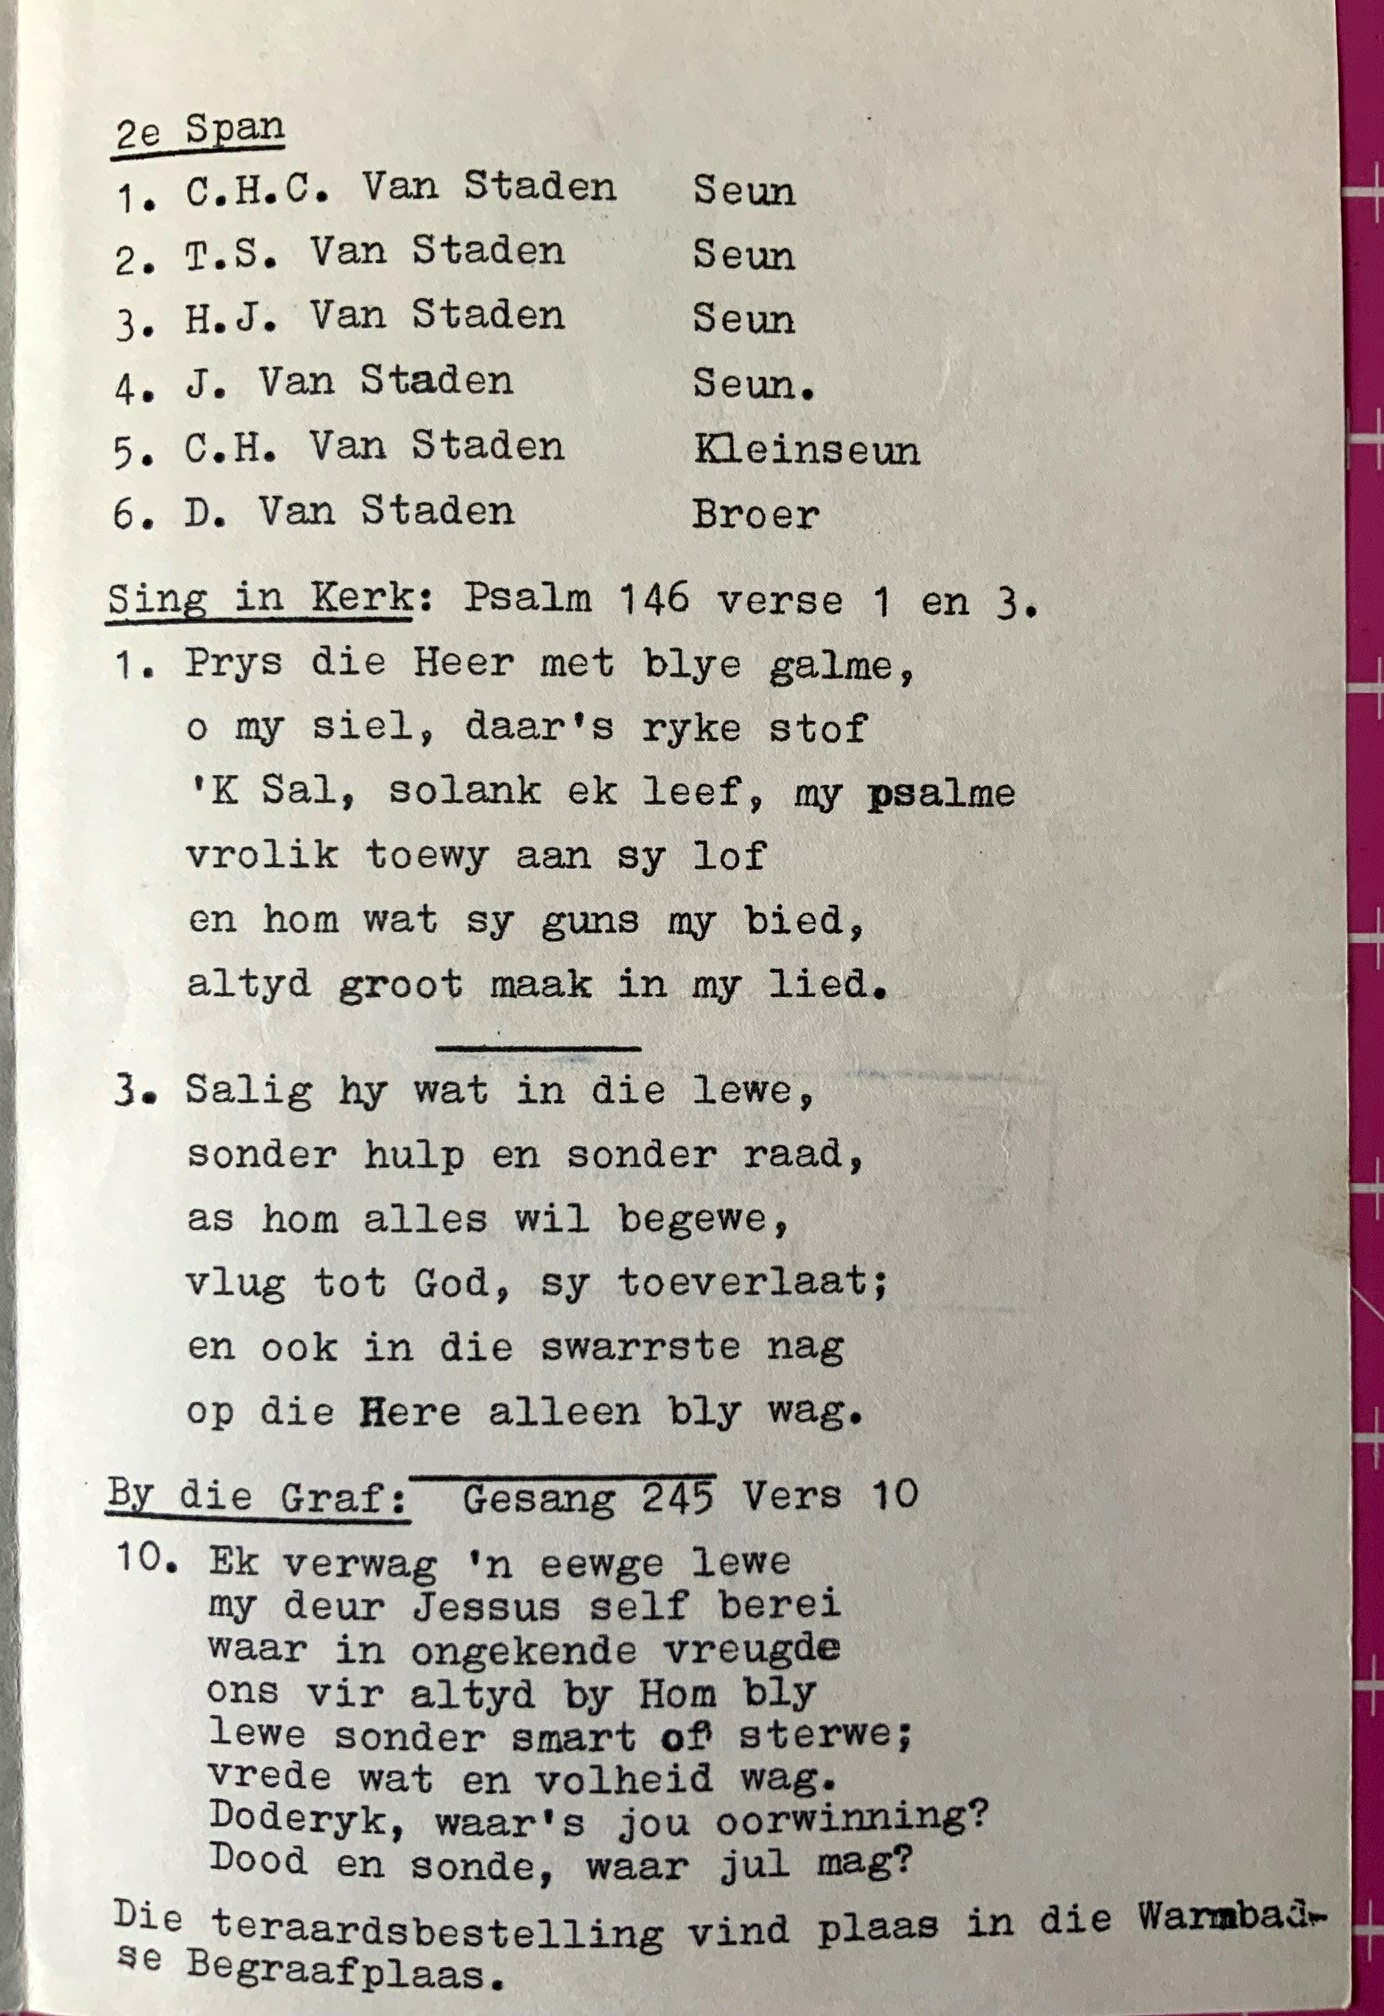 2e Span
1. C.H.C. Van Staden Seun
2. T.S. Van Staden Seun
3. H.J. Van Staden Seun
4. J. Van Staden Seun.
5. C.H. Van Staden Kleinseun
6. D. Van Staden Broer
Sing in Kerk: Psalm 146 verse 1 en 3.
1. Prys die Heer met blye galme,
o my siel, daar's ryke stof
'K Sal, solank ek leef, my psalme
vrolik toewy aan sy lof
en hom wat sy guns my bied,
altyd groot maak in my lied.
3. Salig hy wat in die lewe,
sonder hulp en sonder raad,
as hom alles wil begewe,
vlug tot God, sy toeverlaat;
en ook in die swarrste nag
op die Here alleen bly wag.
By die Graf: Gesang 245 Vers 10
10. Ek verwag 'n eewge lewe
my deur Jessus self berei
waar in ongekende vreugde
ons vir altyd by Hom bly
lewe sonder smart of sterwe;
vrede wat en volheid wag.
Doderyk, waar's jou oorwinning?
Dood en sonde, waar jul mag?
Die teraardsbestelling vind plaas in die Warmbad-
se Begraafplaas.